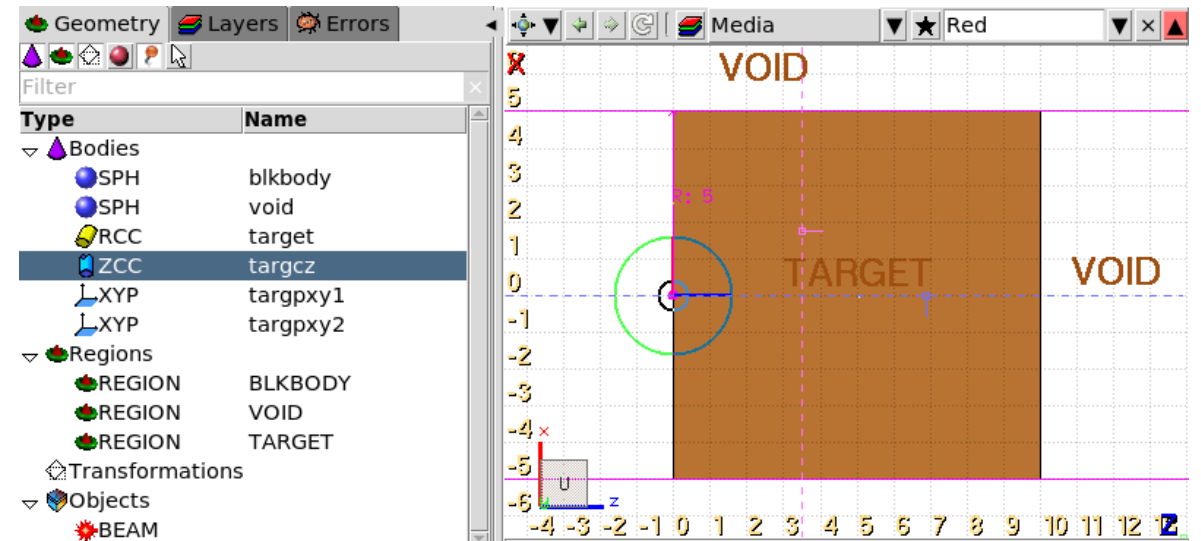 Geometry Layers Errors
Filter
Type Name
Bodies
SPH blkbody
SPH void
RCC target
ZCC targcz
XYP targpxy1
XYP targpxy2
Regions
REGION BLKBODY
REGION VOID
REGION TARGET
Transformations
Objects
BEAM
Media Red
X VOID
5
4
3
R: 5
2
1
0 TARGET VOID
-1
-2
-3
-4 x
-5
U
-6 z
-4 -3 -2 -1 0 1 2 3 4 5 6 7 8 9 10 11 12 Z